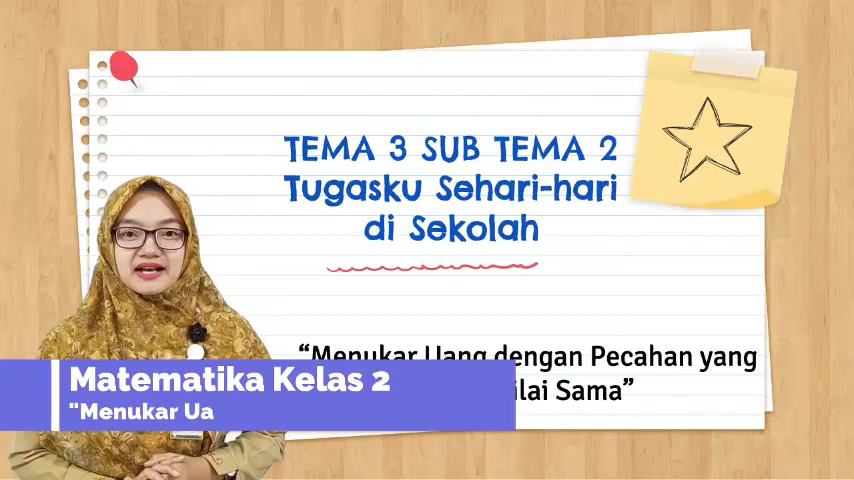 TEMA 3 SUB TEMA 2
Tugasku Sehari-hari
di Sekolah
“Menukar Uang dengan Pecahan yang
ilai Sama”
Matematika Kelas 2
"Menukar Ua